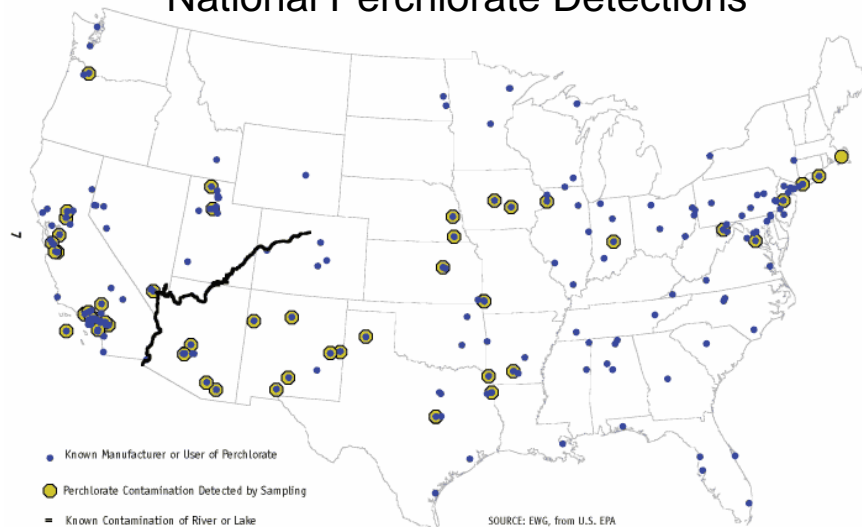 National Perchlorate Detections
Known Manufacturer or User of Perchlorate
Perchlorate Contamination Detected by Sampling
Known Contamination of River or Lake
SOURCE: EWG, from U.S. EPA